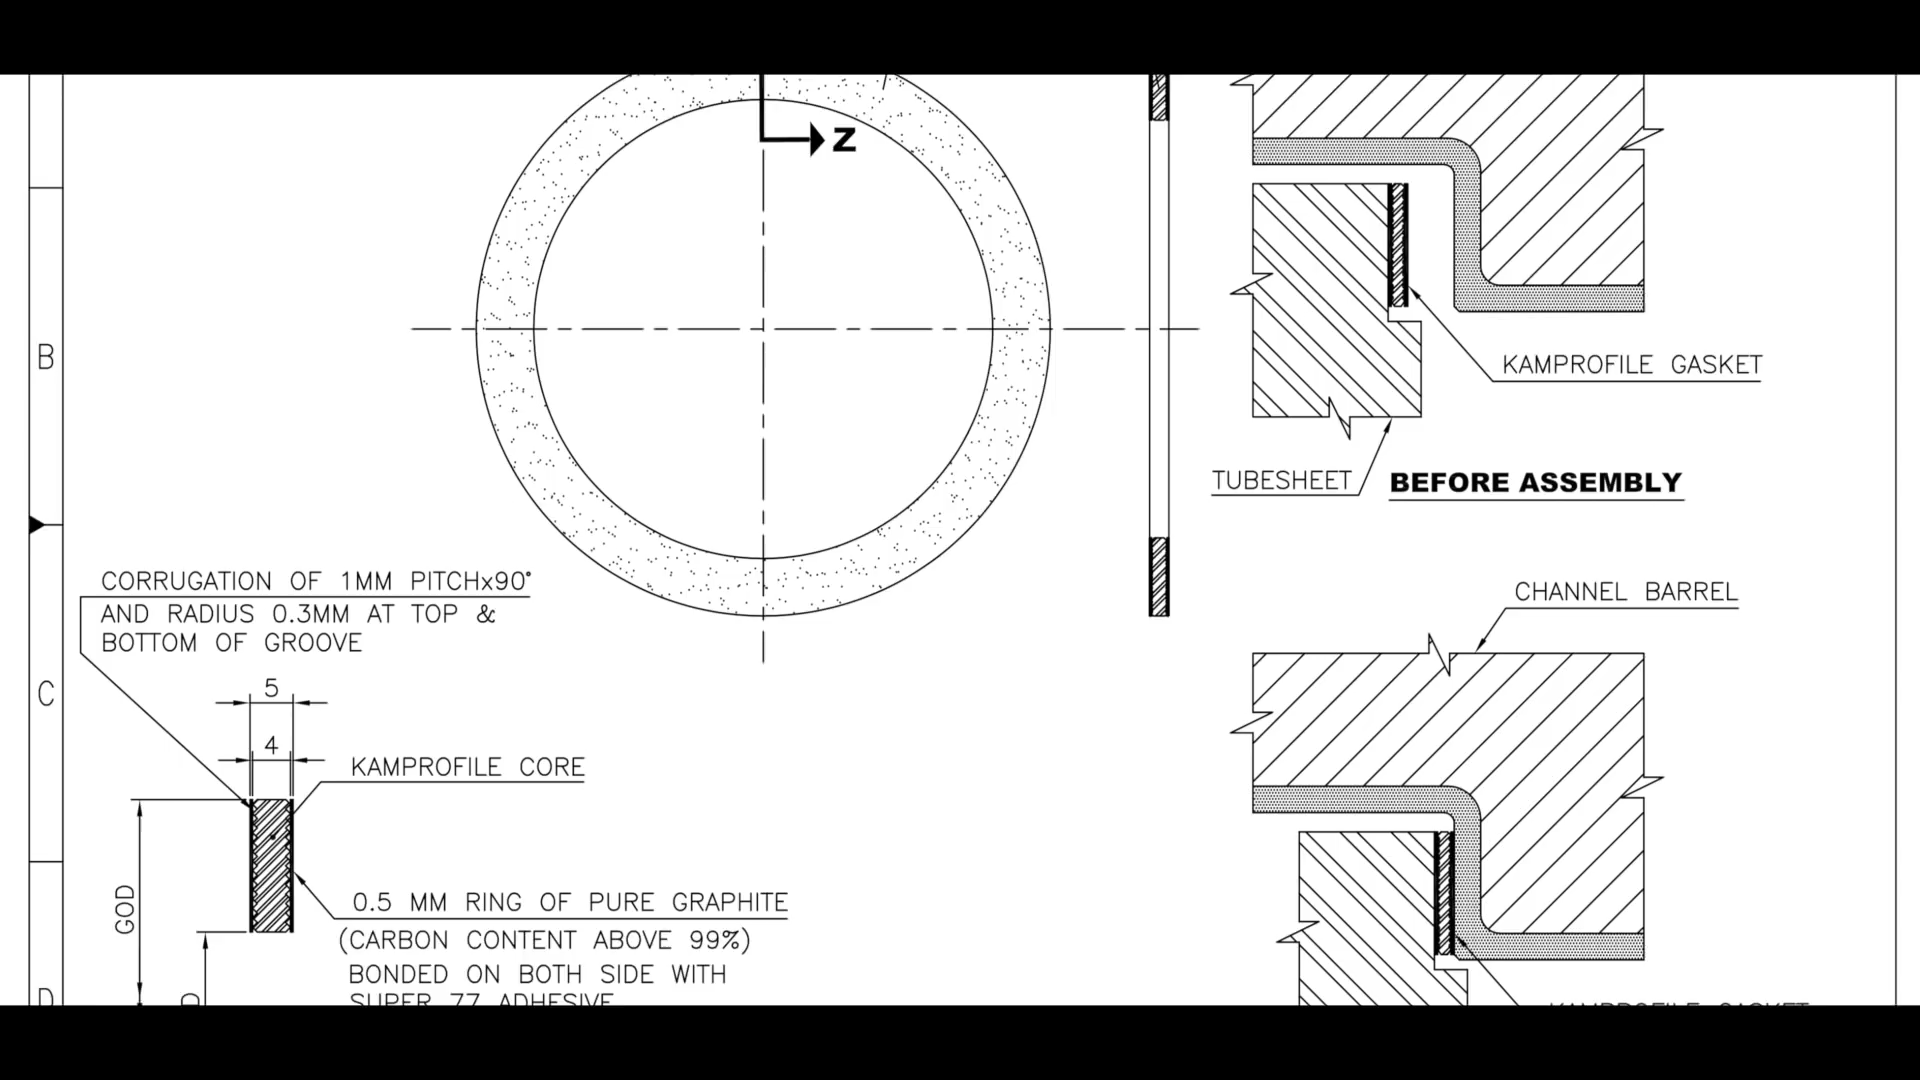 Z
B
KAMPROFILE GASKET
TUBESHEET
BEFORE ASSEMBLY
CORRUGATION OF 1MM PITCHx90°
AND RADIUS 0.3MM AT TOP &
BOTTOM OF GROOVE
CHANNEL BARREL
C
5
4
KAMPROFILE CORE
GOD
0.5 MM RING OF PURE GRAPHITE
(CARBON CONTENT ABOVE 99%)
BONDED ON BOTH SIDE WITH
SUPER 77 ADHESIVE
D
D
KAMPROFILE GASKET